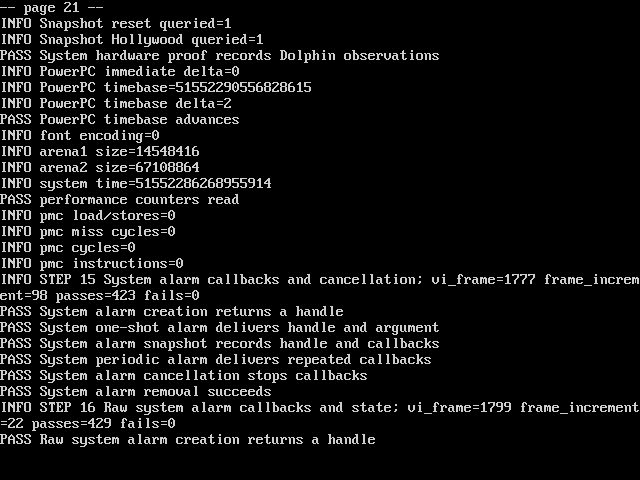 -- page 21 --
INFO Snapshot reset queried=1
INFO Snapshot Hollywood queried=1
PASS System hardware proof records Dolphin observations
INFO PowerPC immediate delta=0
INFO PowerPC timebase=51552290556828615
INFO PowerPC timebase delta=2
PASS PowerPC timebase advances
INFO font encoding=0
INFO arena1 size=14548416
INFO arena2 size=67108864
INFO system time=51552286268955914
PASS performance counters read
INFO pmc load/stores=0
INFO pmc miss cycles=0
INFO pmc cycles=0
INFO pmc instructions=0
INFO STEP 15 System alarm callbacks and cancellation; vi_frame=1777 frame_increm
ent=98 passes=423 fails=0
PASS System alarm creation returns a handle
PASS System one-shot alarm delivers handle and argument
PASS System alarm snapshot records handle and callbacks
PASS System periodic alarm delivers repeated callbacks
PASS System alarm cancellation stops callbacks
PASS System alarm removal succeeds
INFO STEP 16 Raw system alarm callbacks and state; vi_frame=1799 frame_increment
=22 passes=429 fails=0
PASS Raw system alarm creation returns a handle